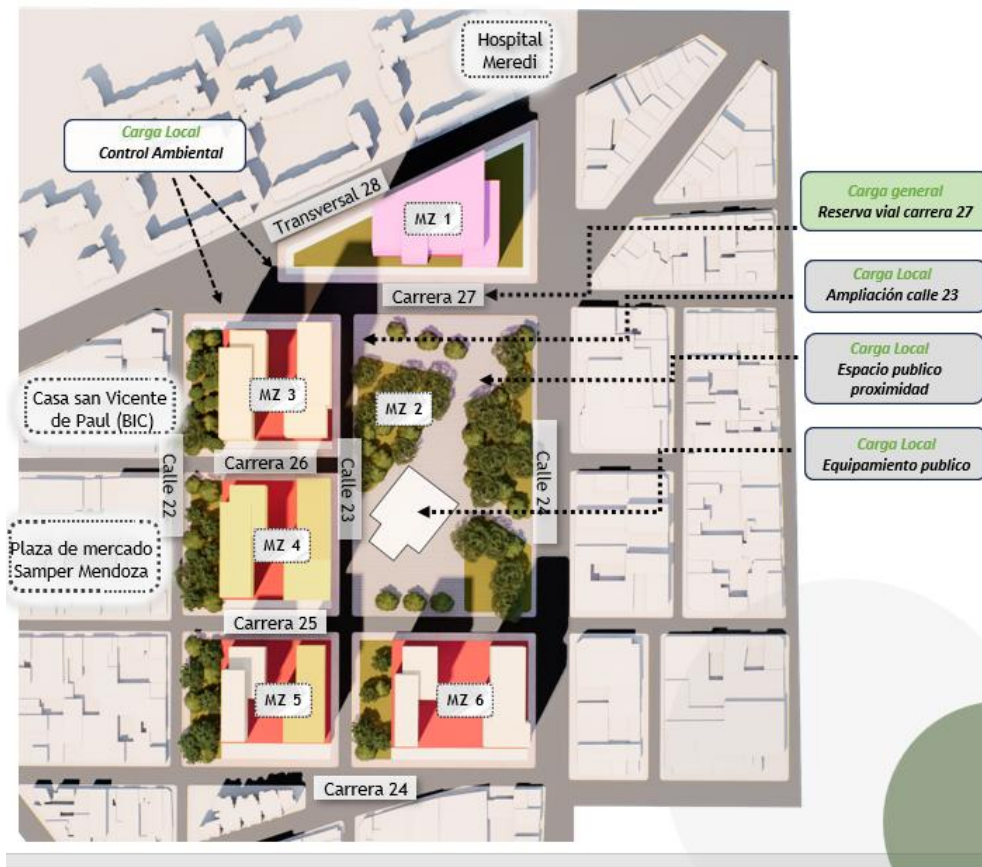 Hospital
Meredi
Carga Local
Control Ambiental
Transversal 28
MZ 1
Carga general
Reserva vial carrera 27
Carrera 27
Carga Local
Ampliación calle 23
Carga Local
Espacio publico
proximidad
MZ 3
MZ 2
Casa san Vicente
de Paul (BIC)
Carrera 26
Calle 22
Calle 23
Calle 24
Carga Local
Equipamiento publico
Plaza de mercado
Samper Mendoza
MZ 4
Carrera 25
MZ 5
MZ 6
Carrera 24